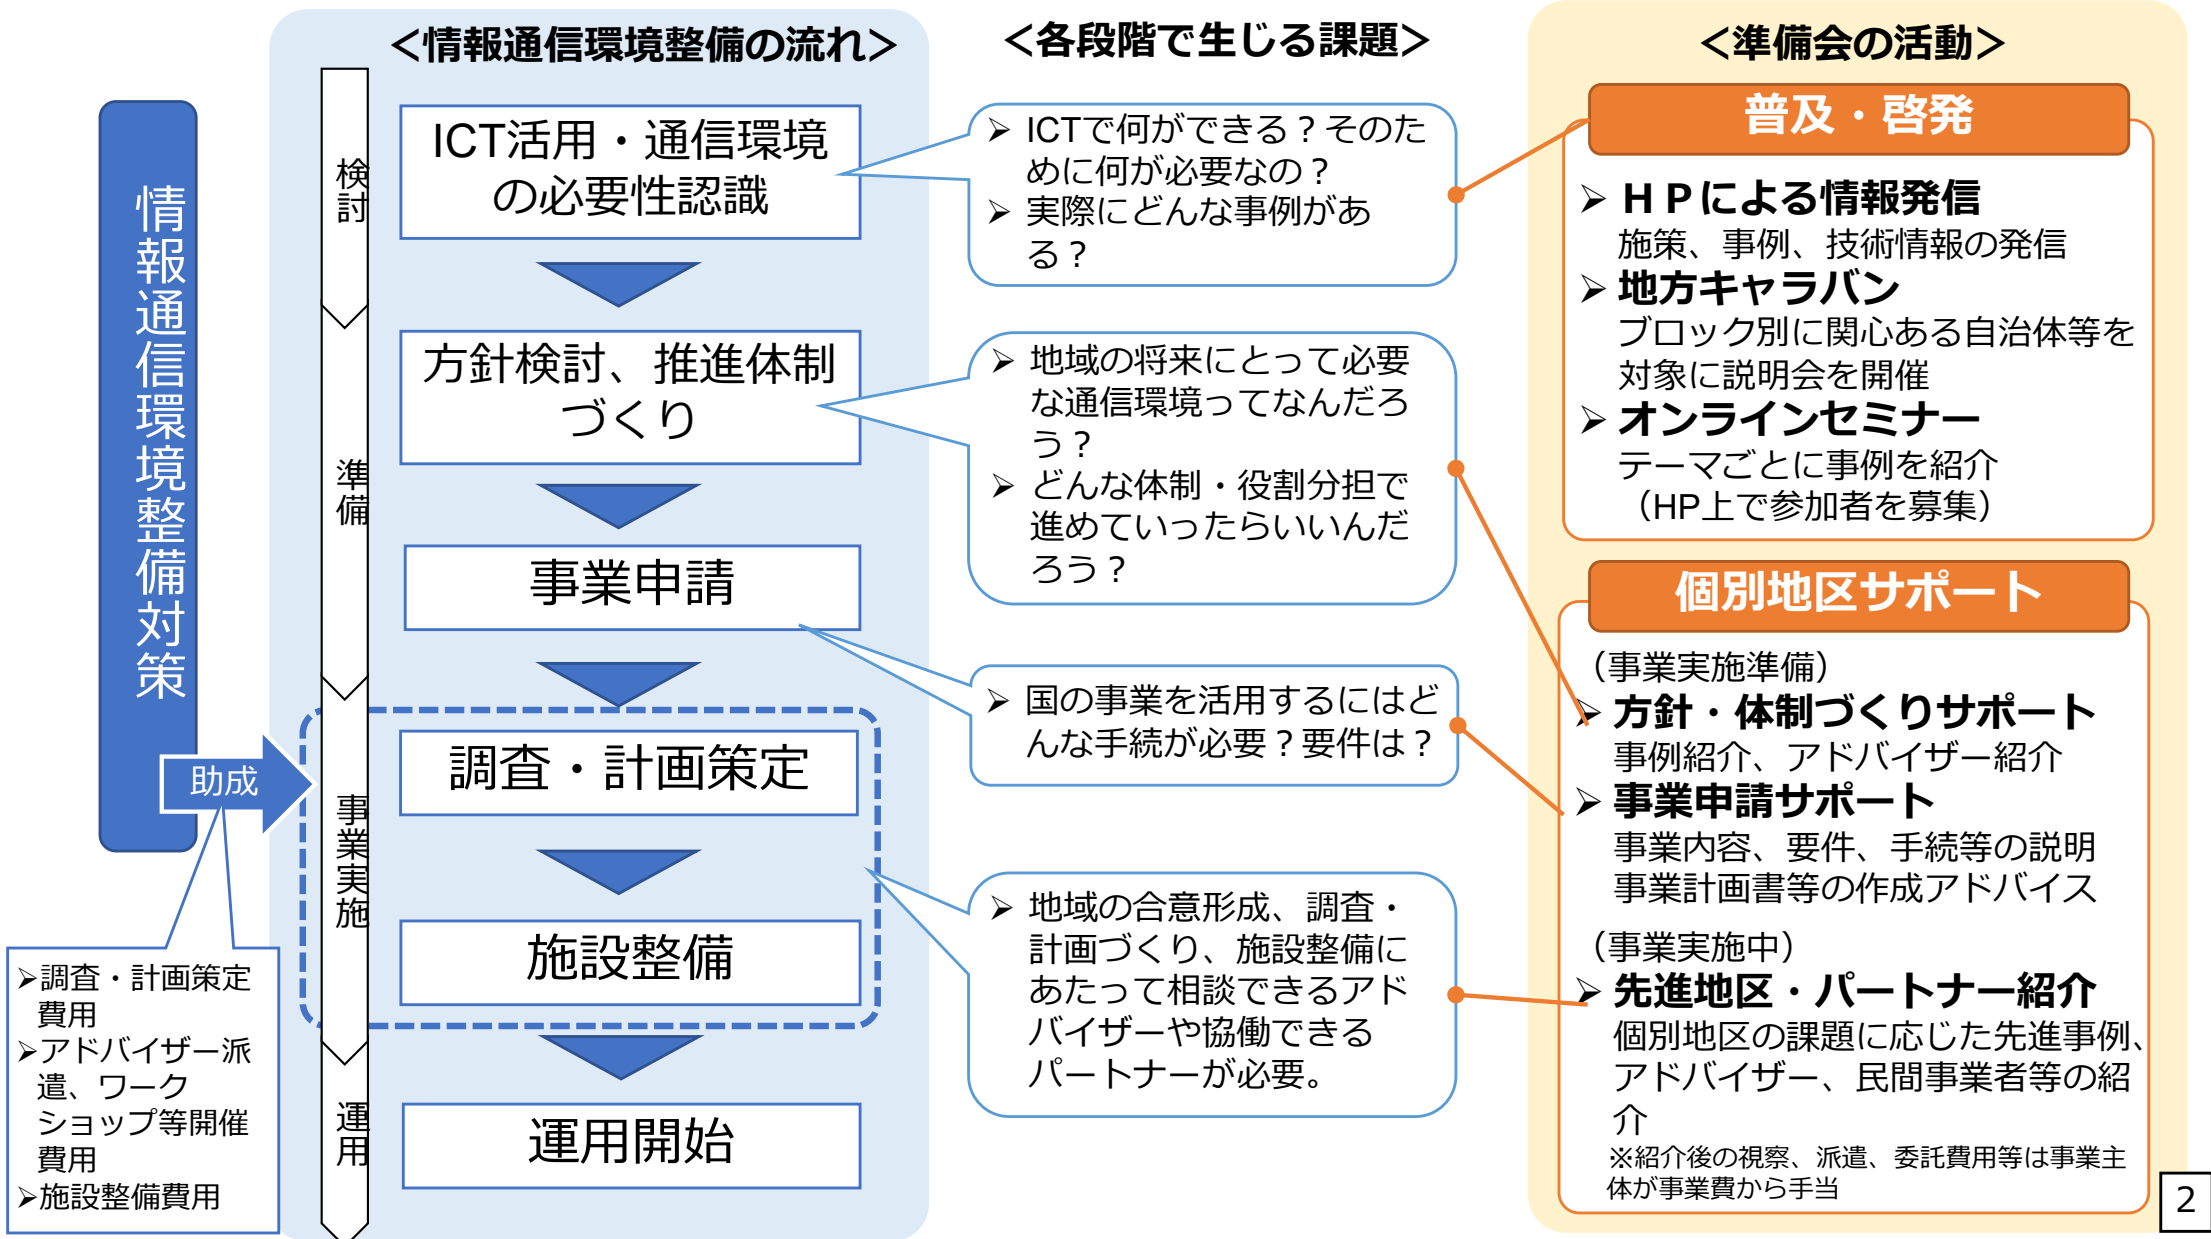 情報通信環境整備対策
助成
➢調査・計画策定
費用
➢アドバイザー派
遣、ワーク
ショップ等開催
費用
➢施設整備費用
＜情報通信環境整備の流れ＞
検討
準備
事業実施
運用
ICT活用・通信環境
の必要性認識
方針検討、推進体制
づくり
事業申請
調査・計画策定
施設整備
運用開始
＜各段階で生じる課題＞
➢ ICTで何ができる？そのた
めに何が必要なの？
➢ 実際にどんな事例があ
る？
➢ 地域の将来にとって必要
な通信環境ってなんだろ
う？
➢ どんな体制・役割分担で
進めていったらいいんだ
ろう？
➢ 国の事業を活用するにはど
んな手続が必要？要件は？
➢ 地域の合意形成、調査・
計画づくり、施設整備に
あたって相談できるアド
バイザーや協働できる
パートナーが必要。
＜準備会の活動＞
普及・啓発
➢ ＨＰによる情報発信
施策、事例、技術情報の発信
➢ 地方キャラバン
ブロック別に関心ある自治体等を
対象に説明会を開催
➢ オンラインセミナー
テーマごとに事例を紹介
（HP上で参加者を募集）
個別地区サポート
（事業実施準備）
➢ 方針・体制づくりサポート
事例紹介、アドバイザー紹介
➢ 事業申請サポート
事業内容、要件、手続等の説明
事業計画書等の作成アドバイス
（事業実施中）
➢ 先進地区・パートナー紹介
個別地区の課題に応じた先進事例、
アドバイザー、民間事業者等の紹
介
※紹介後の視察、派遣、委託費用等は事業主
体が事業費から手当
2